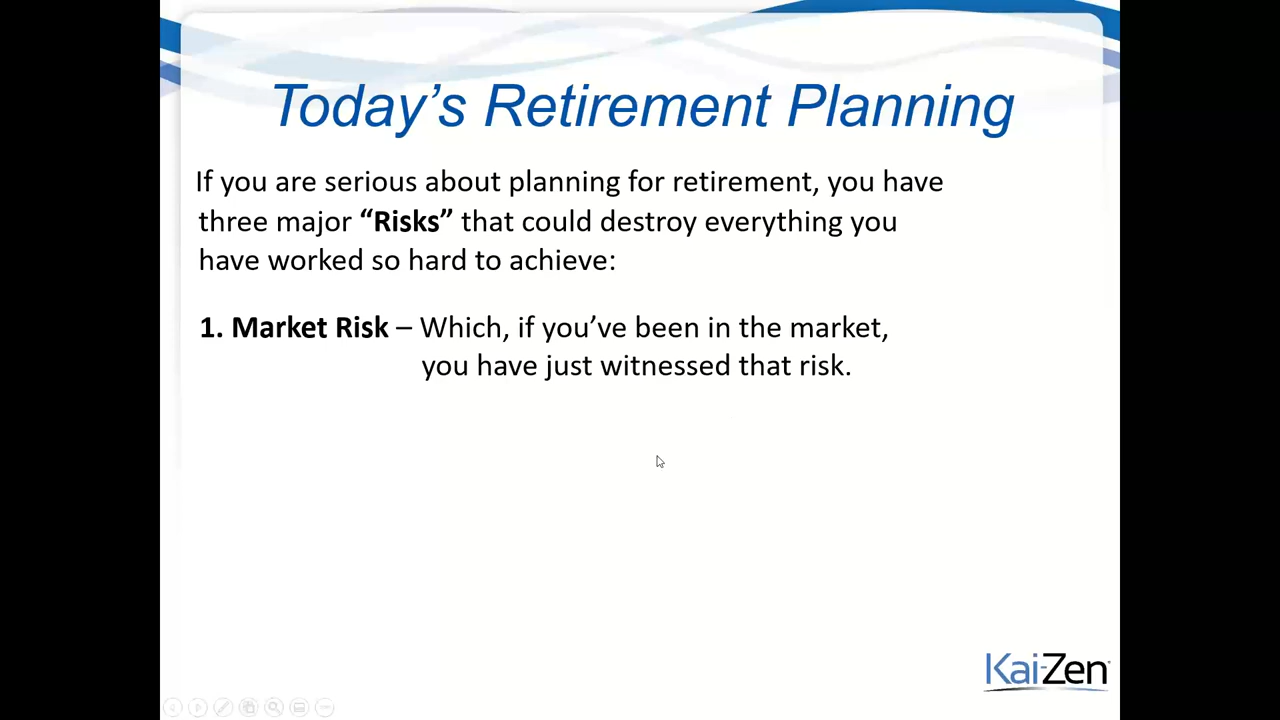 Today’s Retirement Planning
If you are serious about planning for retirement, you have
three major “Risks” that could destroy everything you
have worked so hard to achieve:
1. Market Risk – Which, if you’ve been in the market,
you have just witnessed that risk.
Kai-Zen